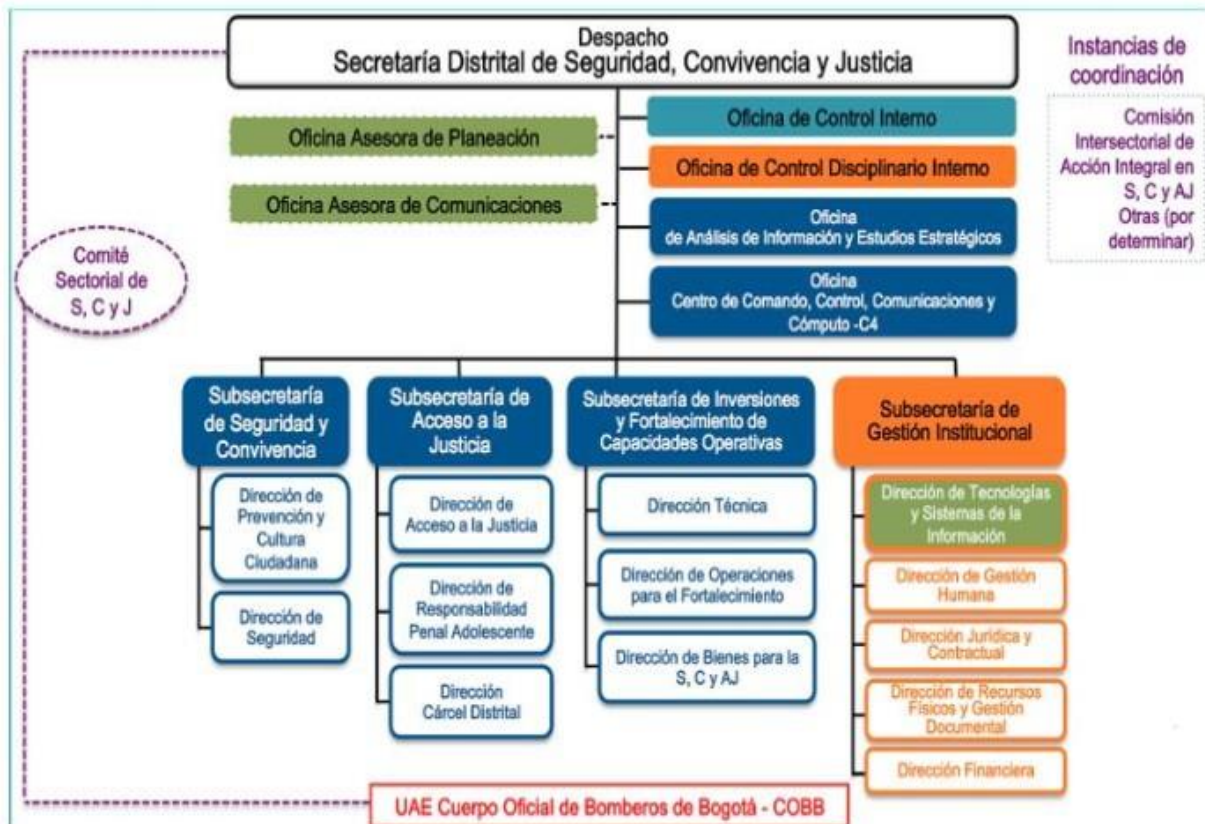 Despacho
Secretaría Distrital de Seguridad, Convivencia y Justicia
Instancias de
coordinación
Comisión
Intersectorial de
Acción Integral en
S, C y AJ
Otras (por
determinar)
Oficina Asesora de Planeación
Oficina Asesora de Comunicaciones
Oficina de Control Interno
Oficina de Control Disciplinario Interno
Oficina
de Análisis de Información y Estudios Estratégicos
Oficina
Centro de Comando, Control, Comunicaciones y
Cómputo -C4
Comité
Sectorial de
S, C y J
Subsecretaría
de Seguridad y
Convivencia
Dirección de
Prevención y
Cultura
Ciudadana
Dirección de
Seguridad
Subsecretaría de
Acceso a la
Justicia
Dirección de
Acceso a la Justicia
Dirección de
Responsabilidad
Penal Adolescente
Dirección
Cárcel Distrital
Subsecretaría de Inversiones
y Fortalecimiento de
Capacidades Operativas
Dirección Técnica
Dirección de Operaciones
para el Fortalecimiento
Dirección de Bienes para la
S, C y AJ
Subsecretaría de
Gestión Institucional
Dirección de Tecnologías
y Sistemas de la
Información
Dirección de Gestión
Humana
Dirección Jurídica y
Contractual
Dirección de Recursos
Físicos y Gestión
Documental
Dirección Financiera
UAE Cuerpo Oficial de Bomberos de Bogotá - COBB